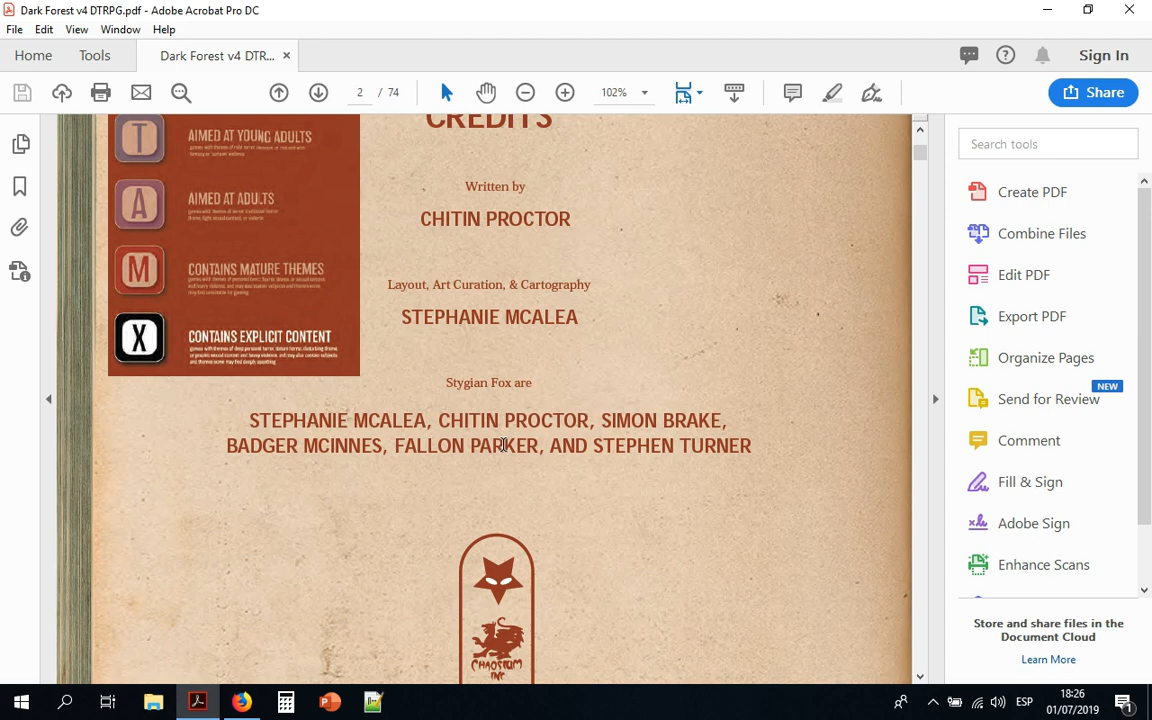 Dark Forest v4 DTRPG.pdf - Adobe Acrobat Pro DC
File Edit View Window Help
Home Tools Dark Forest v4 DTR... × Sign In
2 / 74 102% Share
CREDITS
Written by
CHITIN PROCTOR
Layout, Art Curation, & Cartography
STEPHANIE MCALEA
Stygian Fox are
STEPHANIE MCALEA, CHITIN PROCTOR, SIMON BRAKE,
BADGER MCINNES, FALLON PARKER, AND STEPHEN TURNER
CHAOSIUM
INC
T AIMED AT YOUNG ADULTS
A AIMED AT ADULTS
M CONTAINS MATURE THEMES
X CONTAINS EXPLICIT CONTENT
Search tools
Create PDF
Combine Files
Edit PDF
Export PDF
Organize Pages
NEW
Send for Review
Comment
Fill & Sign
Adobe Sign
Enhance Scans
Store and share files in the
Document Cloud
Learn More
ESP
18:26
01/07/2019
1